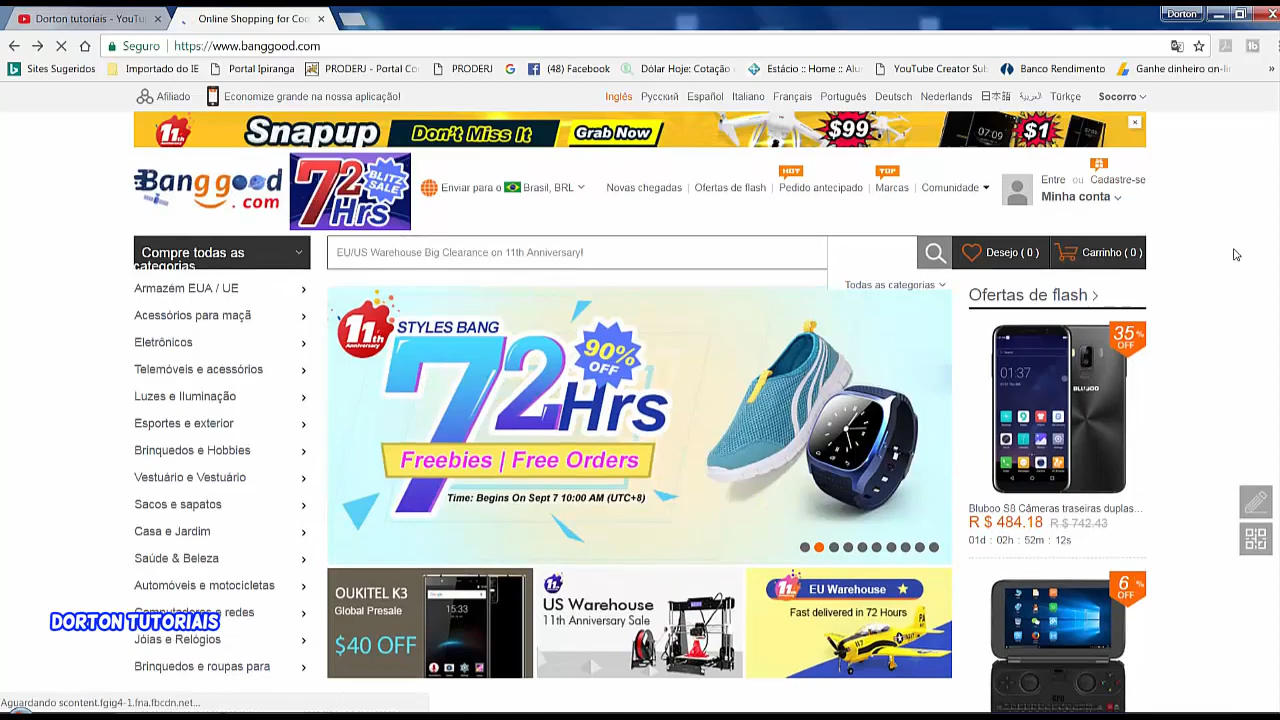 Dorton tutoriais - YouTu
Online Shopping for Coo
Dorton
Seguro
https://www.banggood.com
Sites Sugeridos
Importado do IE
Portal Ipiranga
PRODERJ - Portal Co
PRODERJ
(48) Facebook
Dólar Hoje: Cotação
Estácio :: Home :: Alu
YouTube Creator Sub
Banco Rendimento
Ganhe dinheiro on-li
»
Afiliado
Economize grande na nossa aplicação!
Inglês
Русский
Español
Italiano
Français
Português
Deutsch
Nederlands
日本語
العربية
Türkçe
Socorro
11th
Snapup
Don't Miss It
Grab Now
$99
07:09
$1
Banggood.com
72 Hrs
BLITZ SALE
Enviar para o Brasil, BRL
Novas chegadas
Ofertas de flash
HOT
Pedido antecipado
TOP
Marcas
Comunidade
Entre ou Cadastre-se
Minha conta
Compre todas as categorias
EU/US Warehouse Big Clearance on 11th Anniversary!
Todas as categorias
Desejo ( 0 )
Carrinho ( 0 )
Armazém EUA / UE
Acessórios para maçã
Eletrônicos
Telemóveis e acessórios
Luzes e Iluminação
Esportes e exterior
Brinquedos e Hobbies
Vestuário e Vestuário
Sacos e sapatos
Casa e Jardim
Saúde & Beleza
Automóveis e motocicletas
Computadores e redes
DORTON TUTORIAIS
Jóias e Relógios
Brinquedos e roupas para
11th
Anniversary
STYLES BANG
72Hrs
90% OFF
Freebies | Free Orders
Time: Begins On Sept 7 10:00 AM (UTC+8)
OUKITEL K3
Global Presale
$40 OFF
15:33
US Warehouse
11th Anniversary Sale
EU Warehouse
Fast delivered in 72 Hours
Ofertas de flash
35% OFF
01:37
BLUBOO
Bluboo S8 Câmeras traseiras duplas...
R $ 484.18 R $ 742.43
01d : 02h : 52m : 12s
6% OFF
Aguardando scontent.fgig4-1.fna.fbcdn.net...